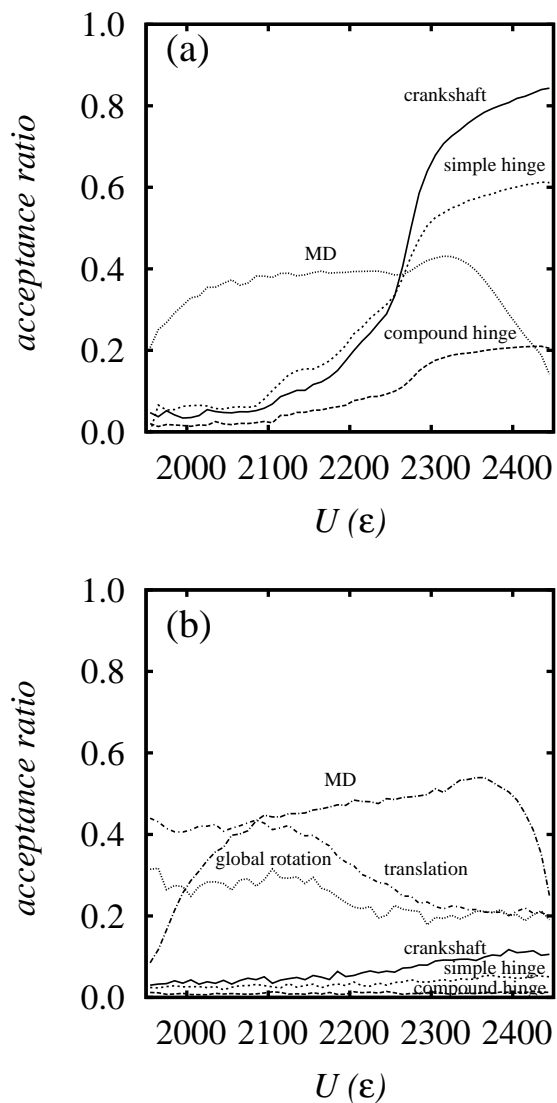 (a)
1.0
0.8
0.6
0.4
0.2
0.0
acceptance ratio
crankshaft
simple hinge
MD
compound hinge
2000 2100 2200 2300 2400
U (ε)
(b)
1.0
0.8
0.6
0.4
0.2
0.0
acceptance ratio
MD
global rotation
translation
crankshaft
simple hinge
compound hinge
2000 2100 2200 2300 2400
U (ε)